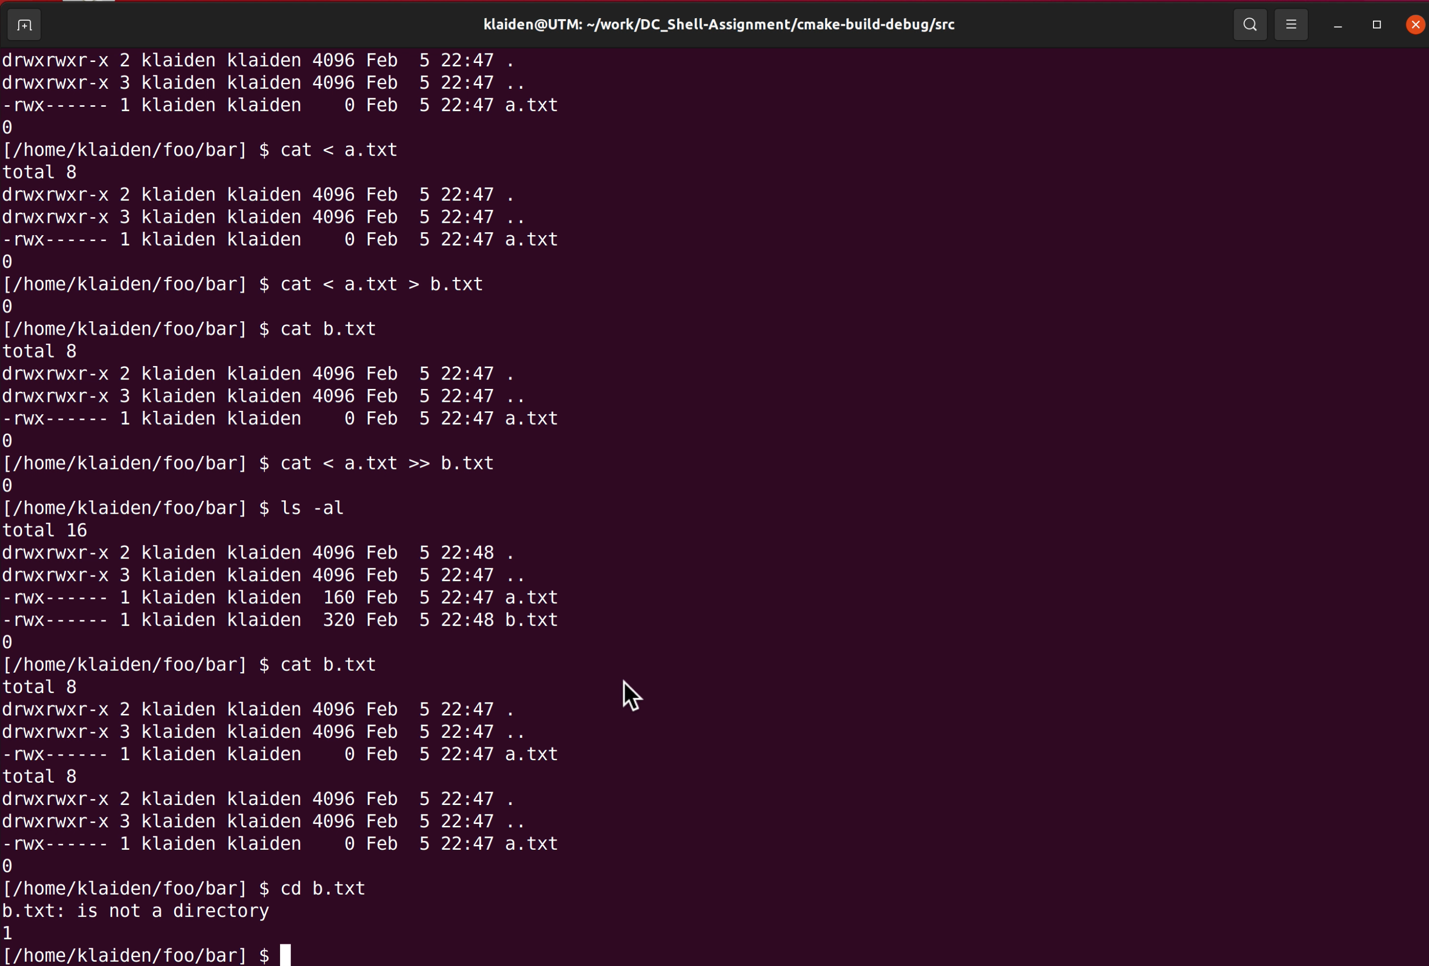 klaiden@UTM: ~/work/DC_Shell-Assignment/cmake-build-debug/src
drwxrwxr-x 2 klaiden klaiden 4096 Feb  5 22:47 .
drwxrwxr-x 3 klaiden klaiden 4096 Feb  5 22:47 ..
-rwx------ 1 klaiden klaiden    0 Feb  5 22:47 a.txt
0
[/home/klaiden/foo/bar] $ cat < a.txt
total 8
drwxrwxr-x 2 klaiden klaiden 4096 Feb  5 22:47 .
drwxrwxr-x 3 klaiden klaiden 4096 Feb  5 22:47 ..
-rwx------ 1 klaiden klaiden    0 Feb  5 22:47 a.txt
0
[/home/klaiden/foo/bar] $ cat < a.txt > b.txt
0
[/home/klaiden/foo/bar] $ cat b.txt
total 8
drwxrwxr-x 2 klaiden klaiden 4096 Feb  5 22:47 .
drwxrwxr-x 3 klaiden klaiden 4096 Feb  5 22:47 ..
-rwx------ 1 klaiden klaiden    0 Feb  5 22:47 a.txt
0
[/home/klaiden/foo/bar] $ cat < a.txt >> b.txt
0
[/home/klaiden/foo/bar] $ ls -al
total 16
drwxrwxr-x 2 klaiden klaiden 4096 Feb  5 22:48 .
drwxrwxr-x 3 klaiden klaiden 4096 Feb  5 22:47 ..
-rwx------ 1 klaiden klaiden  160 Feb  5 22:47 a.txt
-rwx------ 1 klaiden klaiden  320 Feb  5 22:48 b.txt
0
[/home/klaiden/foo/bar] $ cat b.txt
total 8
drwxrwxr-x 2 klaiden klaiden 4096 Feb  5 22:47 .
drwxrwxr-x 3 klaiden klaiden 4096 Feb  5 22:47 ..
-rwx------ 1 klaiden klaiden    0 Feb  5 22:47 a.txt
total 8
drwxrwxr-x 2 klaiden klaiden 4096 Feb  5 22:47 .
drwxrwxr-x 3 klaiden klaiden 4096 Feb  5 22:47 ..
-rwx------ 1 klaiden klaiden    0 Feb  5 22:47 a.txt
0
[/home/klaiden/foo/bar] $ cd b.txt
b.txt: is not a directory
1
[/home/klaiden/foo/bar] $